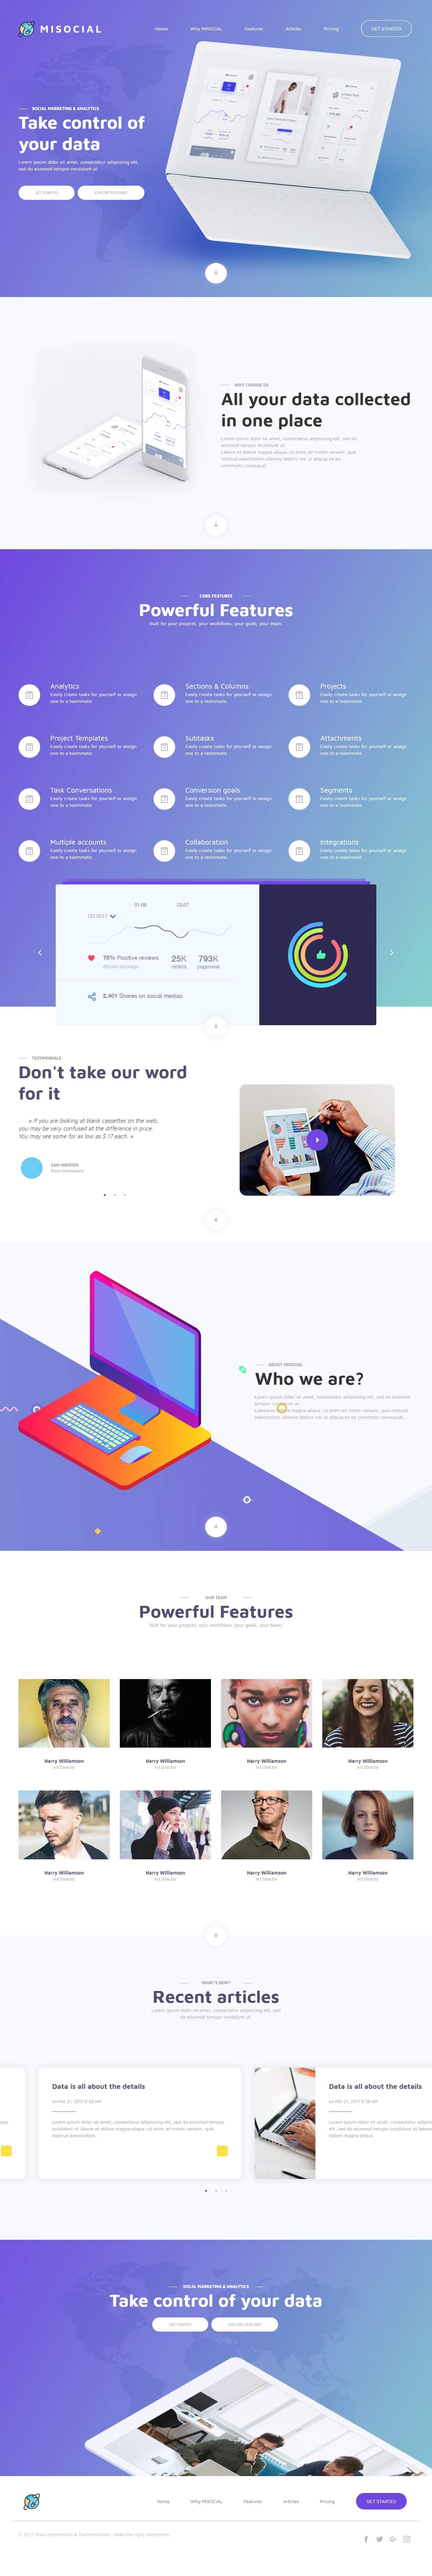 MISOCIAL
Home Why MISOCIAL Features Articles Pricing GET STARTED
SOCIAL MARKETING & ANALYTICS
Take control of
your data
Lorem ipsum dolor sit amet, consectetur adipisicing elit,
sed do eiusmod tempor incididunt ut.
GET STARTED EXPLORE FEATURES
WHY CHOOSE US
All your data collected
in one place
Lorem ipsum dolor sit amet, consectetur adipisicing elit, sed do
eiusmod tempor incididunt ut.
Labore et dolore magna aliqua. Ut enim ad minim veniam, quis
nostrud exercitation ullamco laboris nisi ut aliquip ex ea
commodo consequat.
CORE FEATURES
Powerful Features
Built for your projects, your workflows, your goals, your team.
Analytics
Easily create tasks for yourself or assign
one to a teammate.
Sections & Columns
Easily create tasks for yourself or assign
one to a teammate.
Projects
Easily create tasks for yourself or assign
one to a teammate.
Project Templates
Easily create tasks for yourself or assign
one to a teammate.
Subtasks
Easily create tasks for yourself or assign
one to a teammate.
Attachments
Easily create tasks for yourself or assign
one to a teammate.
Task Conversations
Easily create tasks for yourself or assign
one to a teammate.
Conversion goals
Easily create tasks for yourself or assign
one to a teammate.
Segments
Easily create tasks for yourself or assign
one to a teammate.
Multiple accounts
Easily create tasks for yourself or assign
one to a teammate.
Collaboration
Easily create tasks for yourself or assign
one to a teammate.
Integrations
Easily create tasks for yourself or assign
one to a teammate.
01.06 23.07
Q3 2017
78% Positive reviews
Above average
25K
orders
793K
pageview
2,401 Shares on social medias
TESTIMONIALS
Don't take our word
for it
« If you are looking at blank cassettes on the web,
you may be very confused at the difference in price.
You may see some for as low as $.17 each. »
SAM
Mass Impressions
ABOUT MISOCIAL
Who we are?
Lorem ipsum dolor sit amet, consectetur adipisicing elit, sed do eiusmod
tempor incididunt ut.
Labore et dolore magna aliqua. Ut enim ad minim veniam, quis nostrud
exercitation ullamco laboris nisi ut aliquip ex ea commodo consequat.
OUR TEAM
Powerful Features
Built for your projects, your workflows, your goals, your team.
Harry Williamson
Art Director
Harry Williamson
Art Director
Harry Williamson
Art Director
Harry Williamson
Art Director
Harry Williamson
Art Director
Harry Williamson
Art Director
Harry Williamson
Art Director
Harry Williamson
Art Director
WHAT'S NEW?
Recent articles
Lorem ipsum dolor sit amet, consectetur adipisicing elit, sed
do eiusmod tempor incididunt ut.
Data is all about the details
on Mar 21, 2017 9:58 AM
Lorem ipsum dolor sit amet, consectetur adipisicing elit, sed do eiusmod tempor
incididunt ut labore et dolore magna aliqua. Ut enim ad minim veniam, quis
nostrud exercitation.
Data is all about the details
on Mar 21, 2017 9:58 AM
Lorem ipsum dolor sit amet, consectetur
incididunt ut labore et dolore
dolore magna aliqua.
SOCAL MARKETING & ANALYTICS
Take control of your data
GET STARTED EXPLORE FEATURES
Home Why MISOCIAL Features Articles Pricing GET STARTED
Make the right impression.